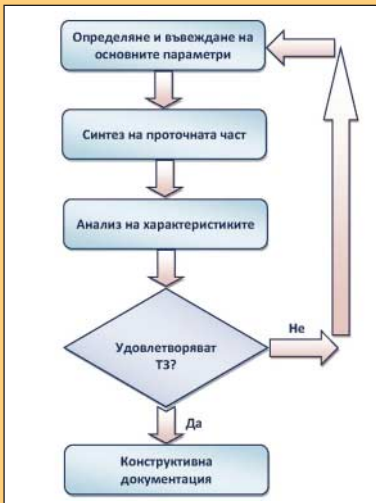 Определяне и въвеждане на
основните параметри
Синтез на проточната част
Анализ на характеристиките
Удовлетворяват
ТЗ?
Не
Да
Конструктивна
документация